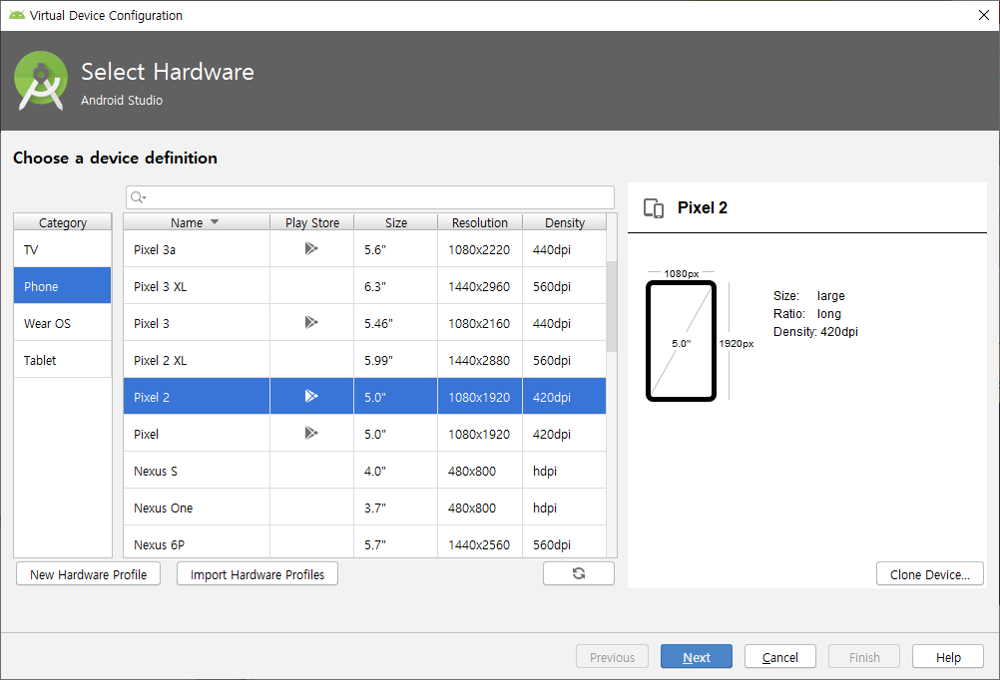 Virtual Device Configuration
Select Hardware
Android Studio
Choose a device definition
Category
TV
Phone
Wear OS
Tablet
Name Play Store Size Resolution Density
Pixel 3a 5.6" 1080x2220 440dpi
Pixel 3 XL 6.3" 1440x2960 560dpi
Pixel 3 5.46" 1080x2160 440dpi
Pixel 2 XL 5.99" 1440x2880 560dpi
Pixel 2 5.0" 1080x1920 420dpi
Pixel 5.0" 1080x1920 420dpi
Nexus S 4.0" 480x800 hdpi
Nexus One 3.7" 480x800 hdpi
Nexus 6P 5.7" 1440x2560 560dpi
New Hardware Profile Import Hardware Profiles
Pixel 2
1080px
5.0"
1920px
Size: large
Ratio: long
Density: 420dpi
Clone Device...
Previous Next Cancel Finish Help